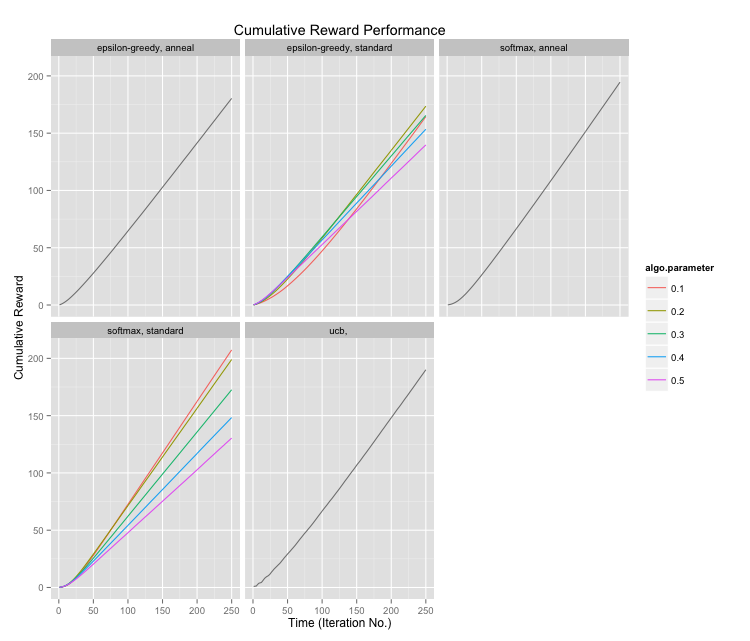 Cumulative Reward Performance
epsilon-greedy, anneal
epsilon-greedy, standard
softmax, anneal
200
150
100
50
0
softmax, standard
ucb,
200
150
100
50
0
0 50 100 150 200 250
0 50 100 150 200 250
Time (Iteration No.)
Cumulative Reward
algo.parameter
0.1
0.2
0.3
0.4
0.5